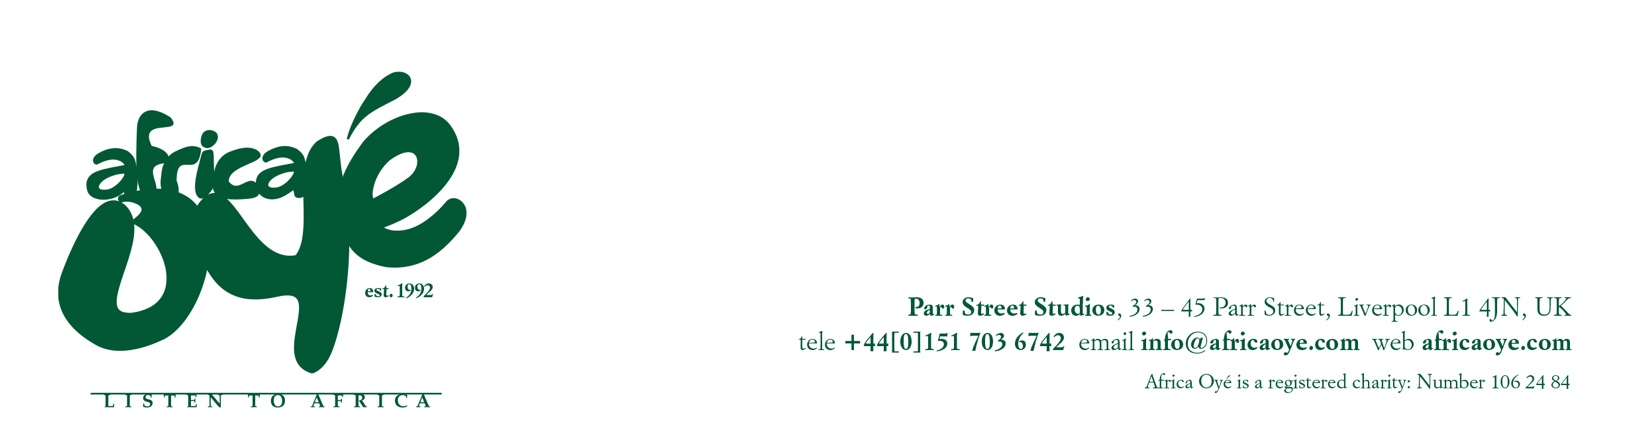 africa
oyé
est. 1992
LISTEN TO AFRICA
Parr Street Studios, 33 – 45 Parr Street, Liverpool L1 4JN, UK
tele +44[0]151 703 6742 email info@africaoye.com web africaoye.com
Africa Oyé is a registered charity: Number 106 24 84